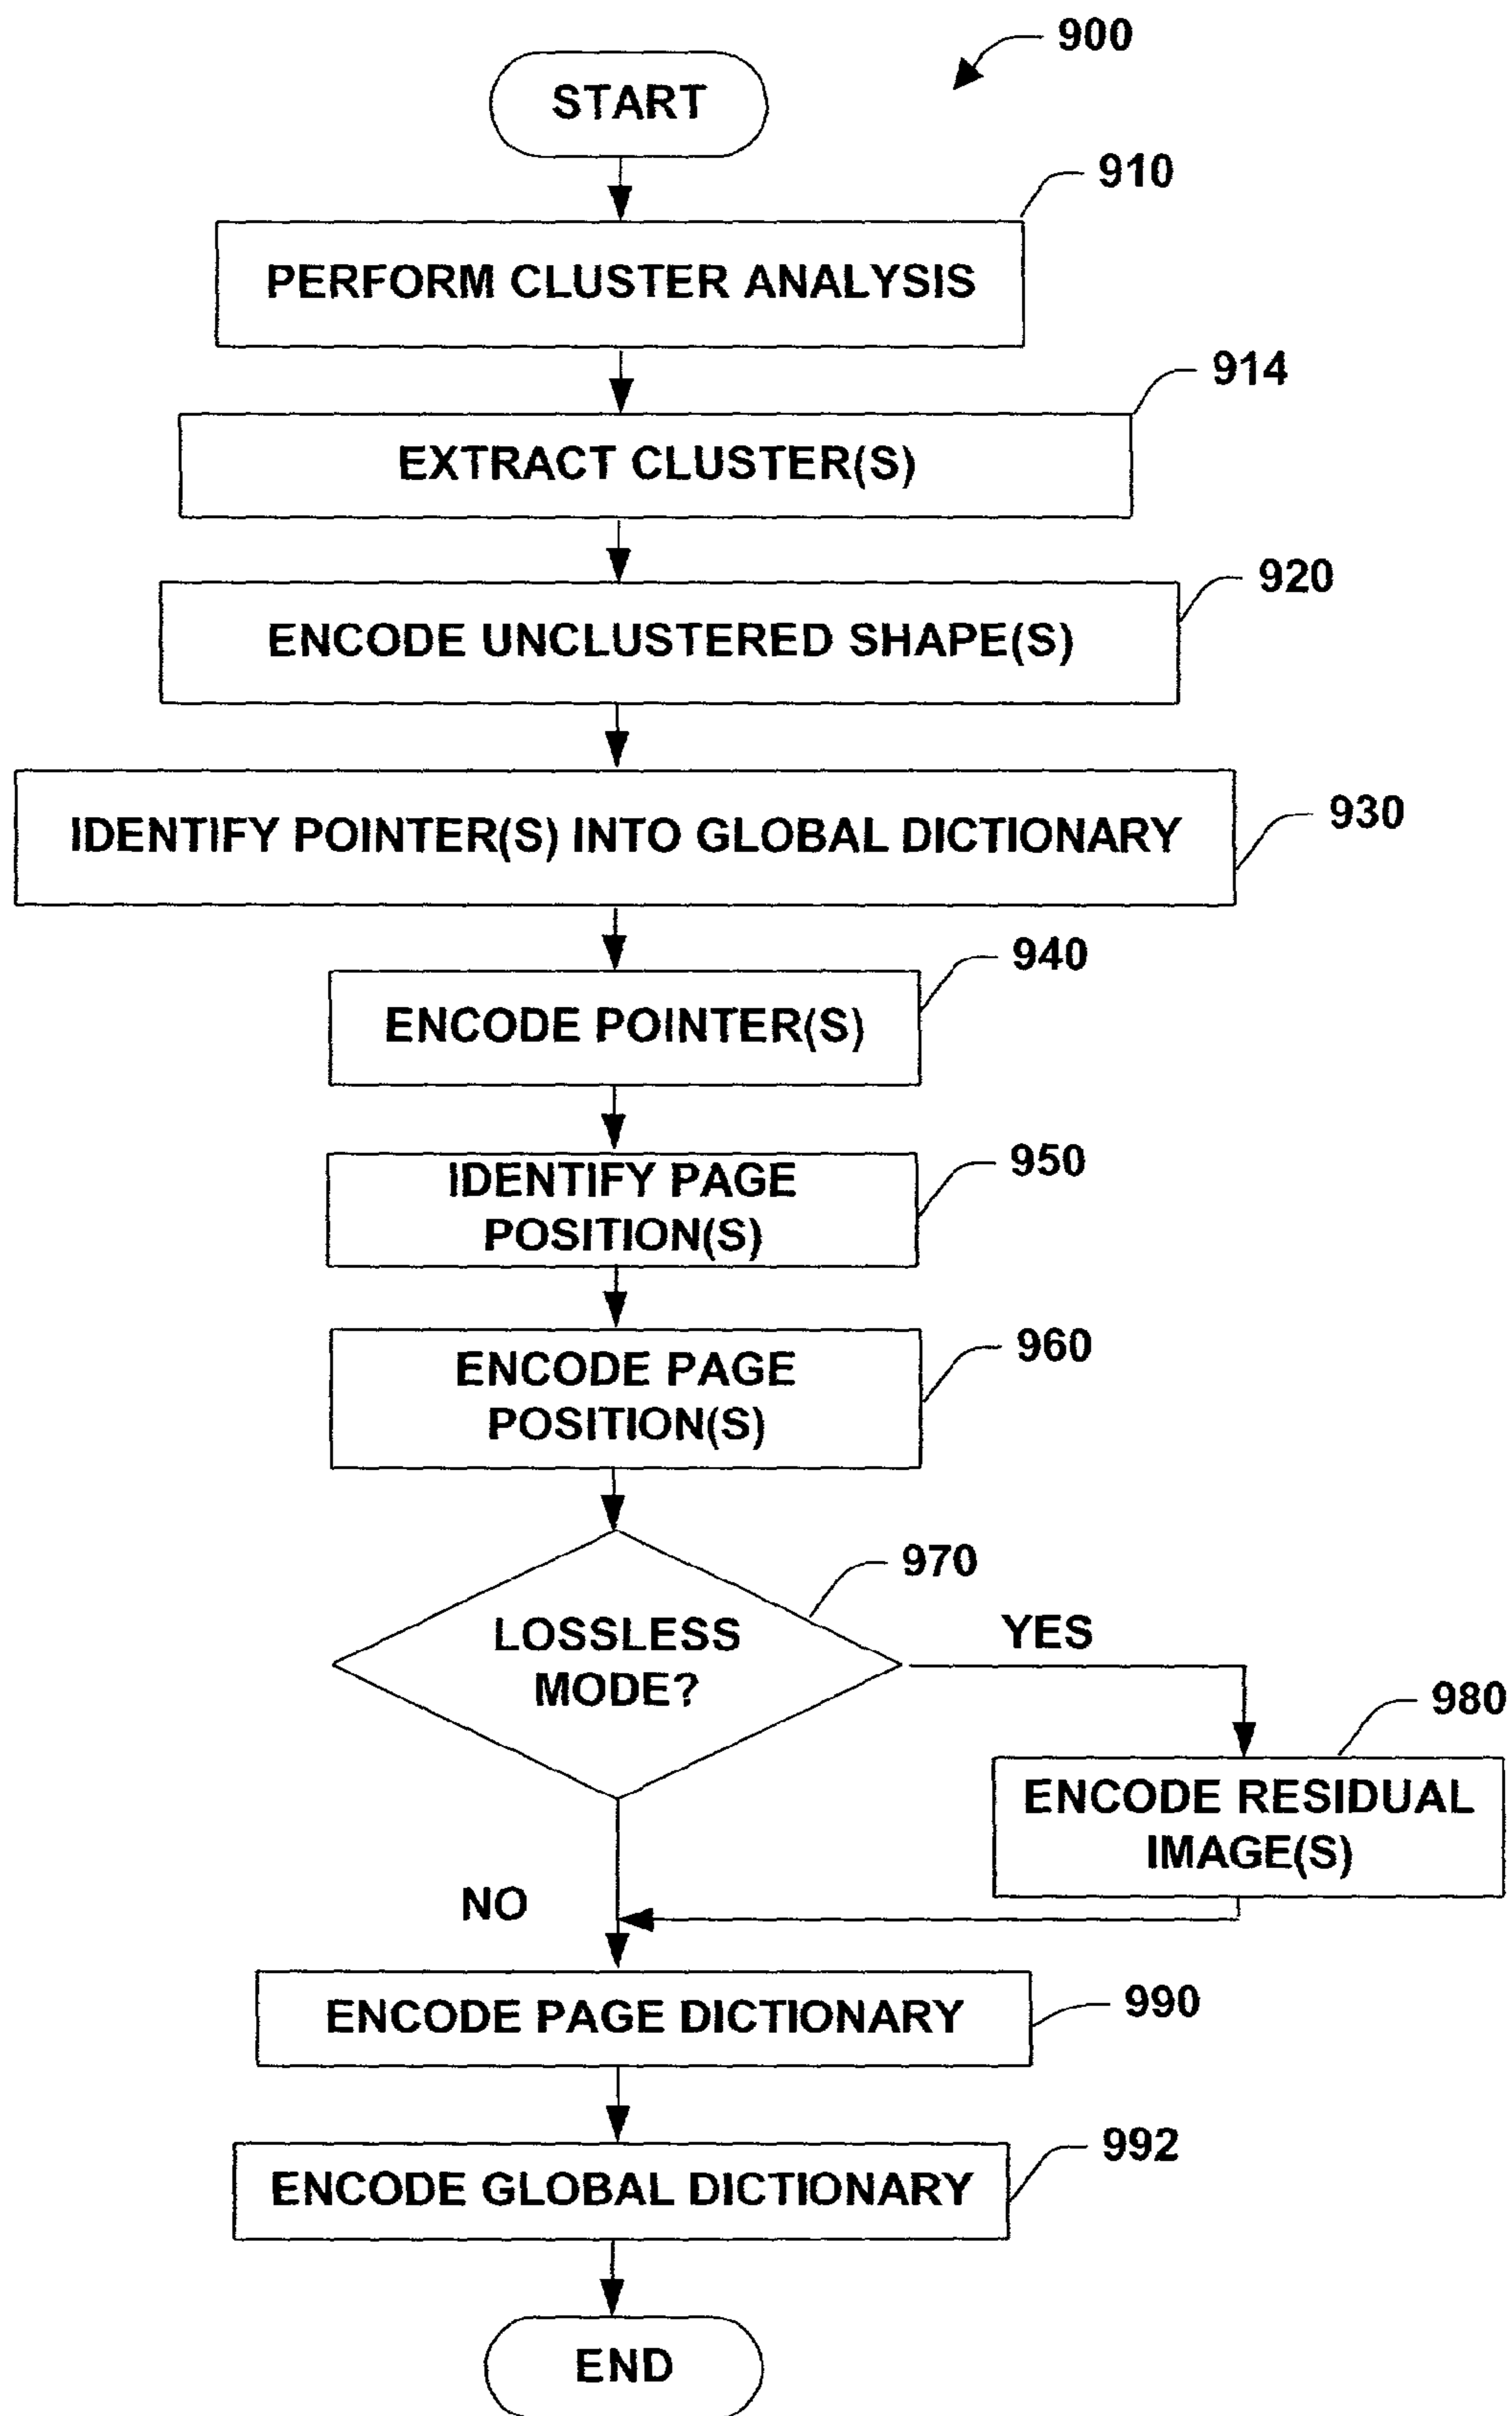 900
START
910
PERFORM CLUSTER ANALYSIS
914
EXTRACT CLUSTER(S)
920
ENCODE UNCLUSTERED SHAPE(S)
930
IDENTIFY POINTER(S) INTO GLOBAL DICTIONARY
940
ENCODE POINTER(S)
950
IDENTIFY PAGE
POSITION(S)
960
ENCODE PAGE
POSITION(S)
970
LOSSLESS
MODE?
YES
980
ENCODE RESIDUAL
IMAGE(S)
NO
990
ENCODE PAGE DICTIONARY
992
ENCODE GLOBAL DICTIONARY
END